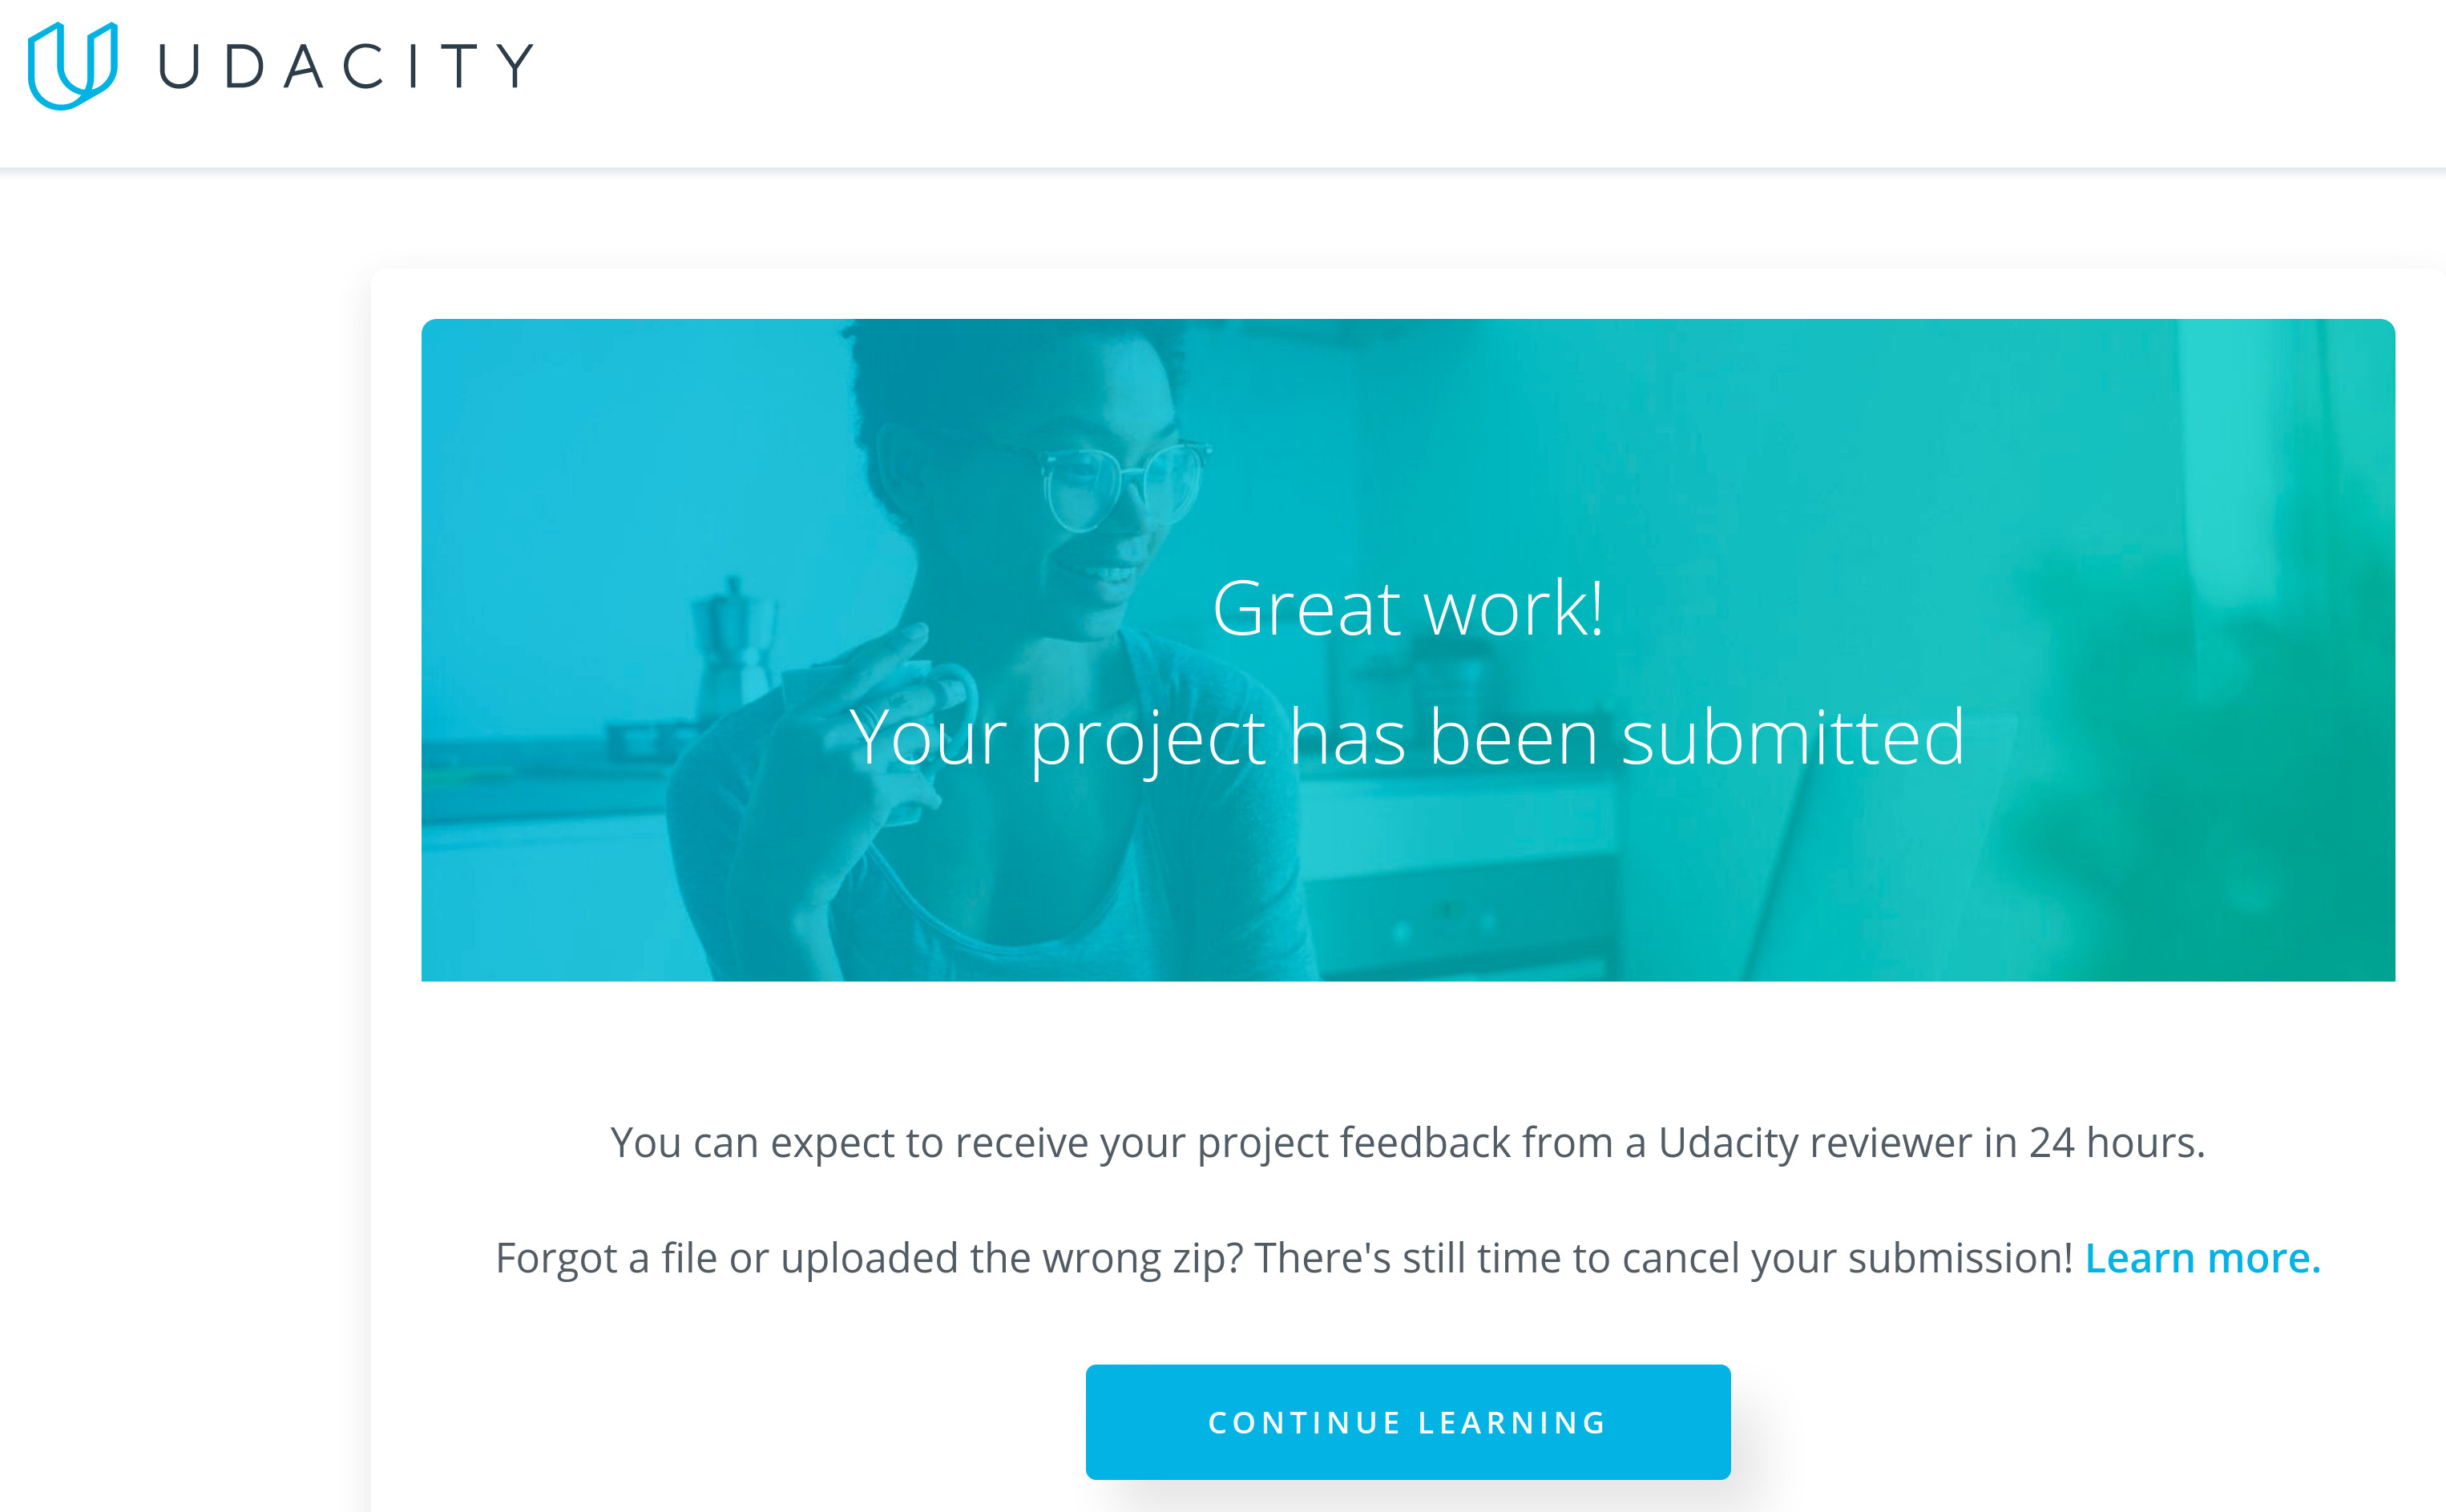 UDACITY
Great work!
Your project has been submitted
You can expect to receive your project feedback from a Udacity reviewer in 24 hours.
Forgot a file or uploaded the wrong zip? There's still time to cancel your submission! Learn more.
CONTINUE LEARNING